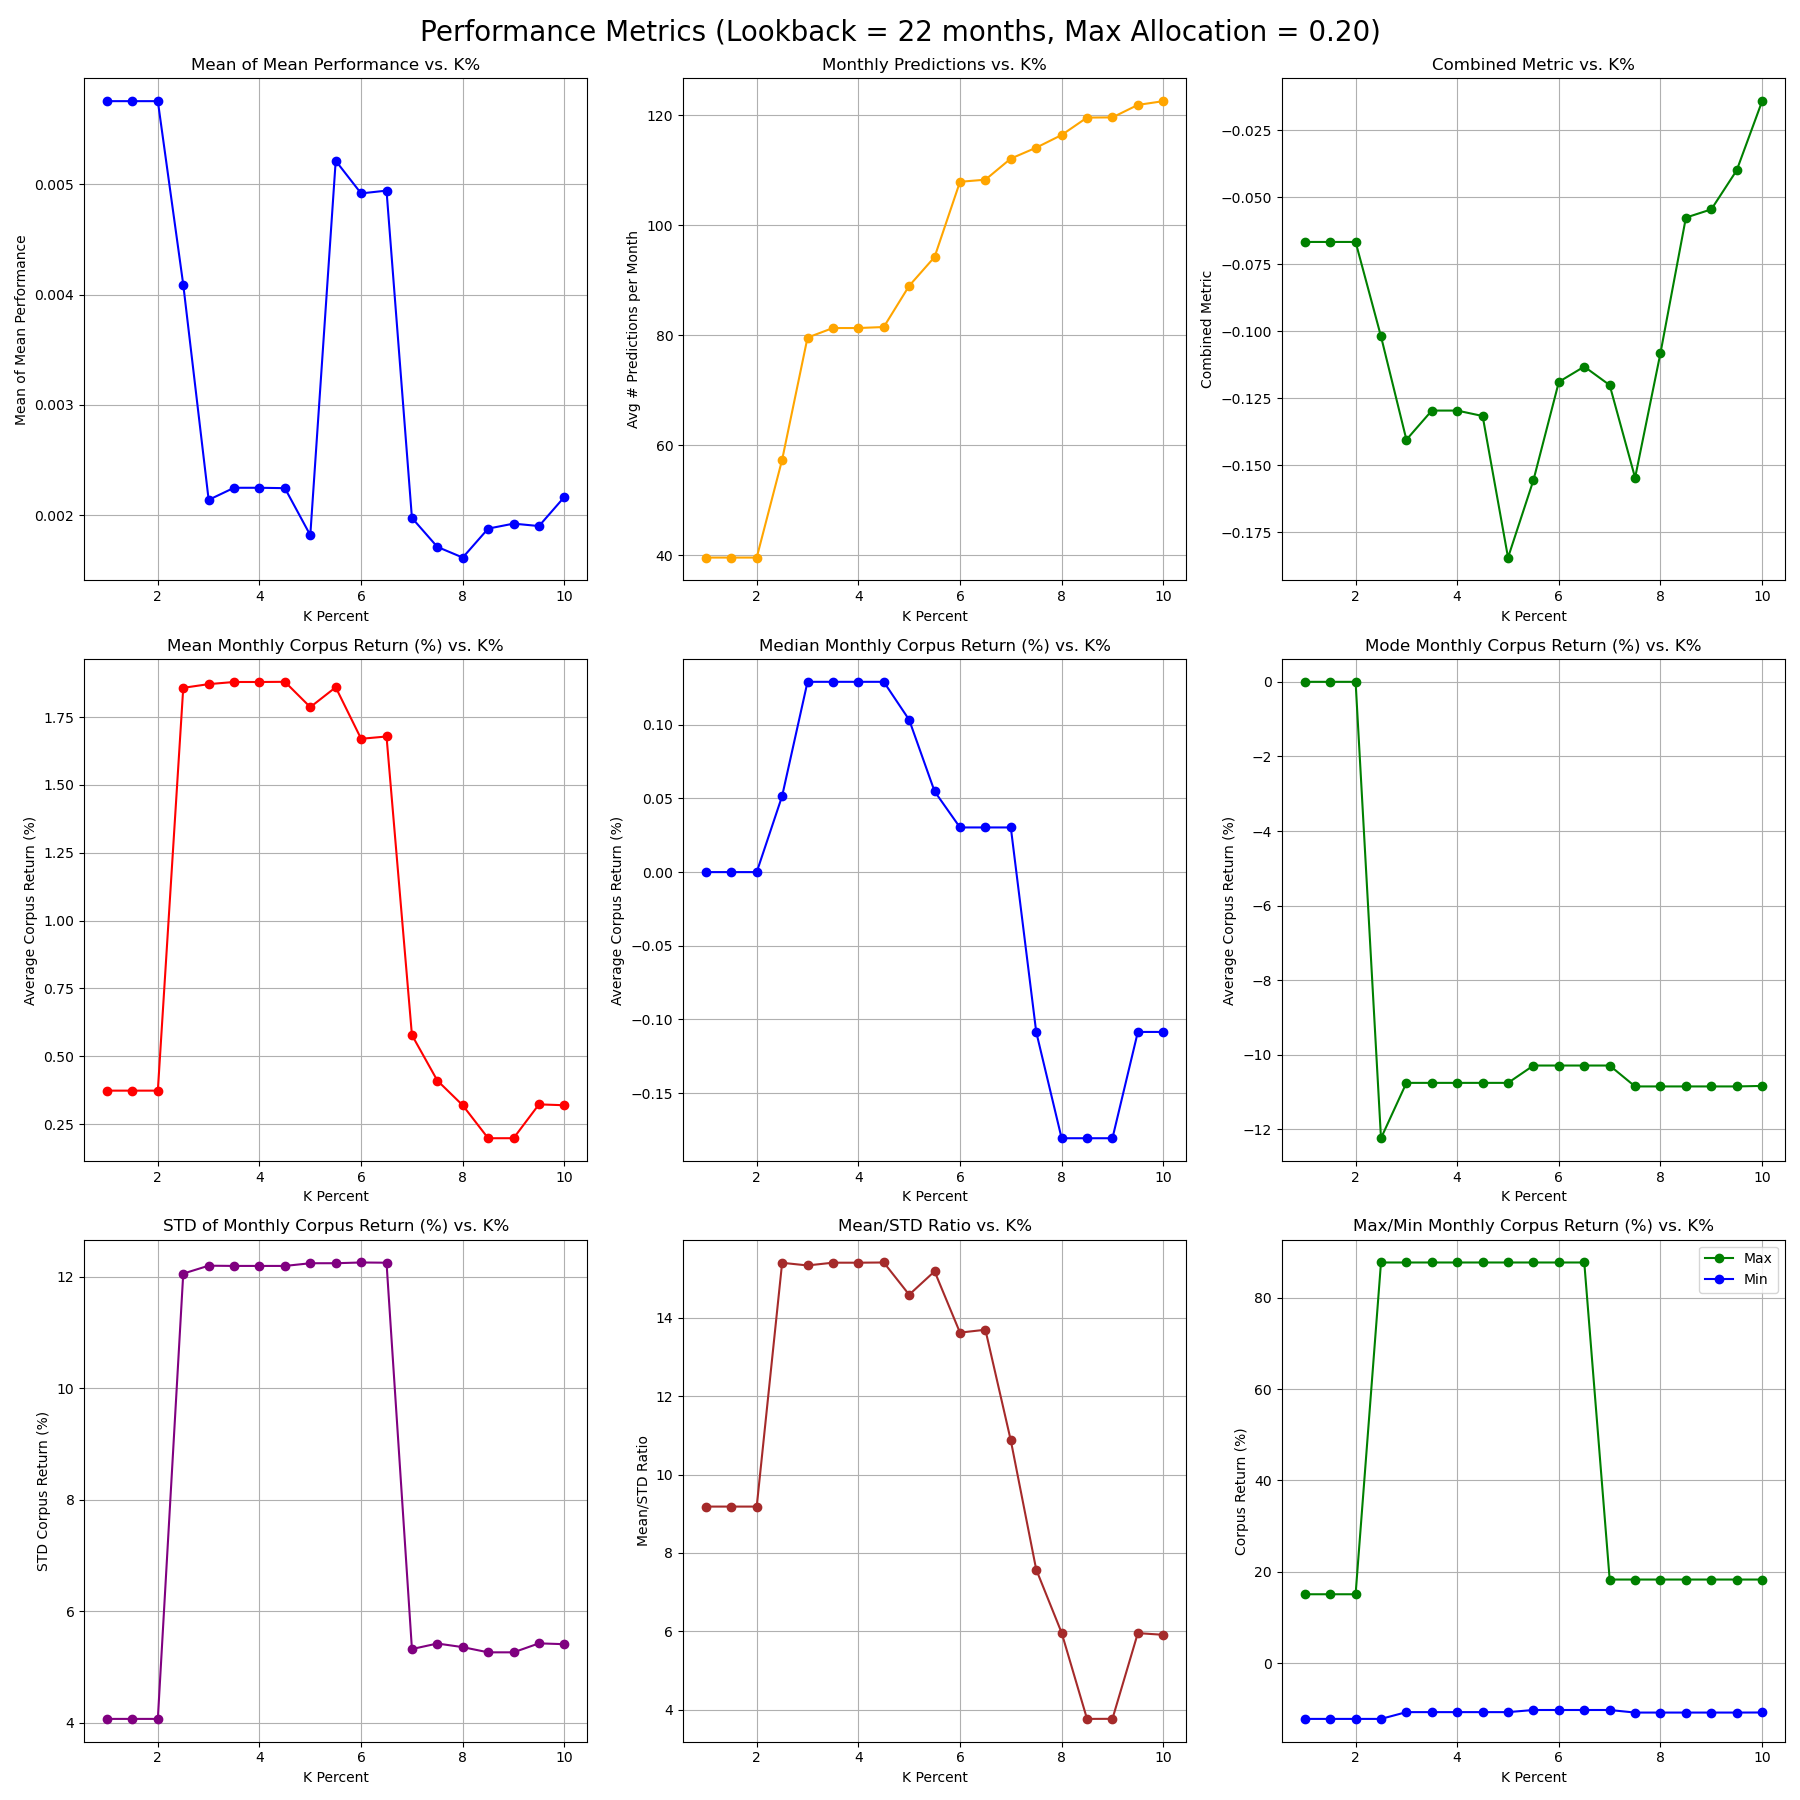 Performance Metrics (Lookback = 22 months, Max Allocation = 0.20)
Mean of Mean Performance vs. K%
Mean of Mean Performance
0.005
0.004
0.003
0.002
2 4 6 8 10
K Percent
Monthly Predictions vs. K%
Avg # Predictions per Month
120
100
80
60
40
2 4 6 8 10
K Percent
Combined Metric vs. K%
Combined Metric
−0.025
−0.050
−0.075
−0.100
−0.125
−0.150
−0.175
2 4 6 8 10
K Percent
Mean Monthly Corpus Return (%) vs. K%
Average Corpus Return (%)
1.75
1.50
1.25
1.00
0.75
0.50
0.25
2 4 6 8 10
K Percent
Median Monthly Corpus Return (%) vs. K%
Average Corpus Return (%)
0.10
0.05
0.00
−0.05
−0.10
−0.15
2 4 6 8 10
K Percent
Mode Monthly Corpus Return (%) vs. K%
Average Corpus Return (%)
0
−2
−4
−6
−8
−10
−12
2 4 6 8 10
K Percent
STD of Monthly Corpus Return (%) vs. K%
STD Corpus Return (%)
12
10
8
6
4
2 4 6 8 10
K Percent
Mean/STD Ratio vs. K%
Mean/STD Ratio
14
12
10
8
6
4
2 4 6 8 10
K Percent
Max/Min Monthly Corpus Return (%) vs. K%
Corpus Return (%)
Max
Min
80
60
40
20
0
2 4 6 8 10
K Percent